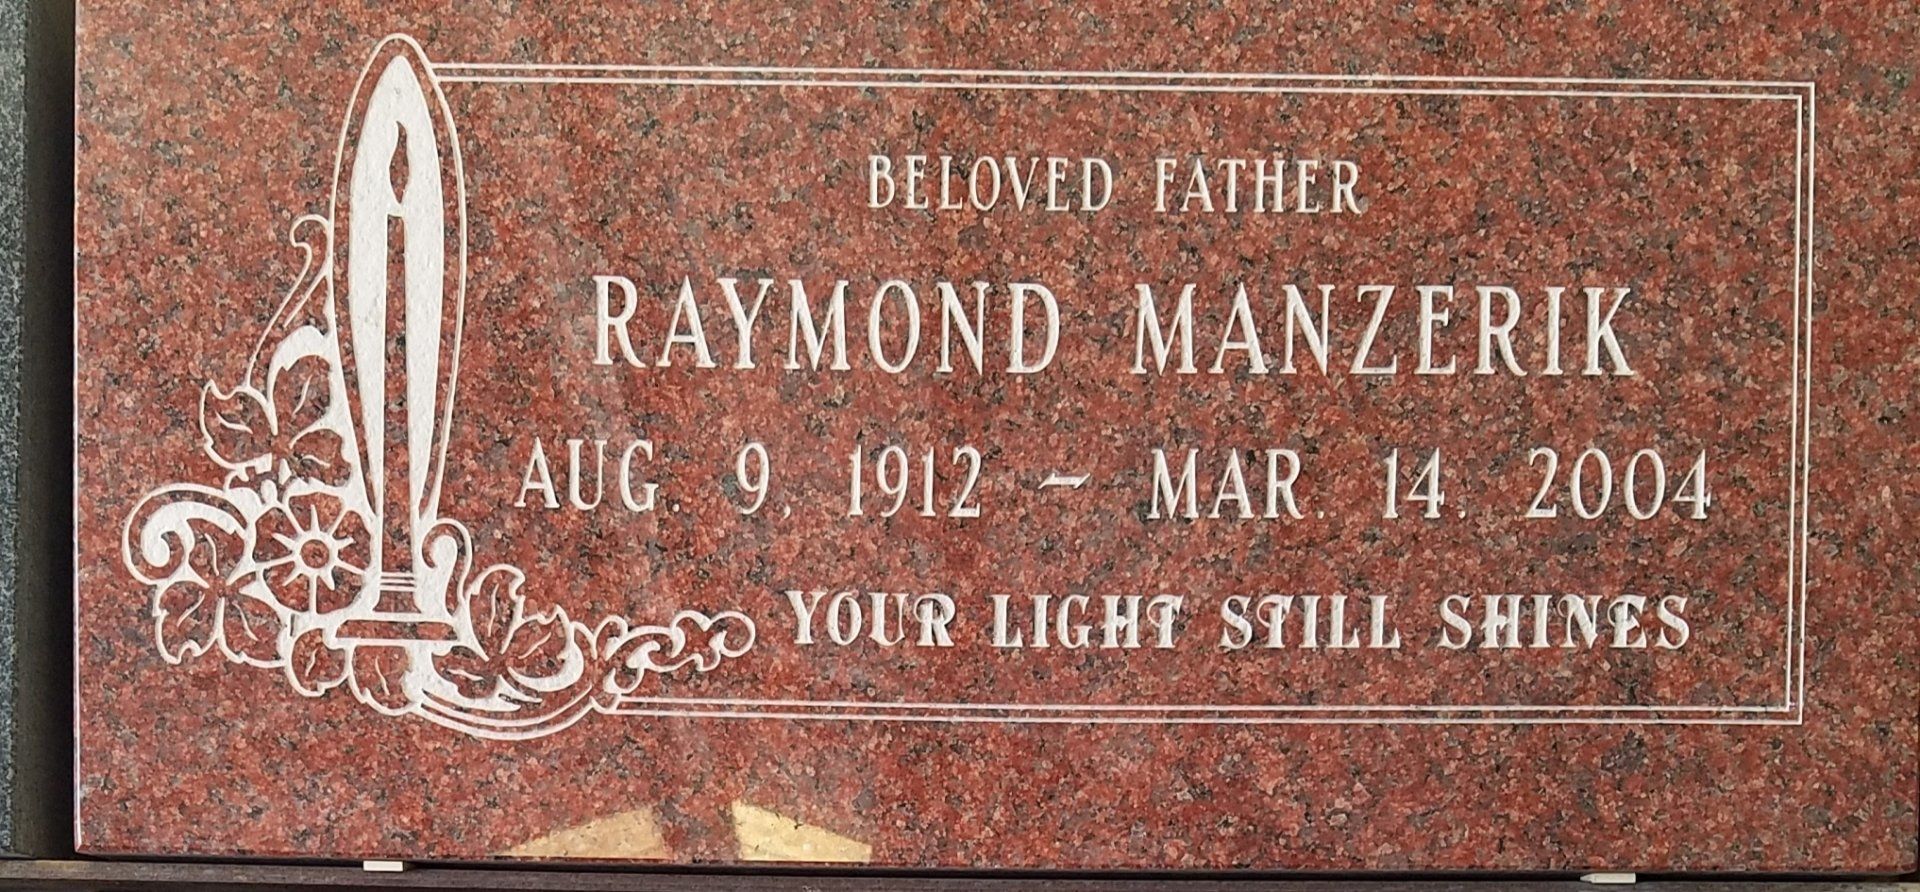 BELOVED FATHER
RAYMOND MANZERIK
AUG. 9, 1912 ~ MAR. 14, 2004
YOUR LIGHT STILL SHINES